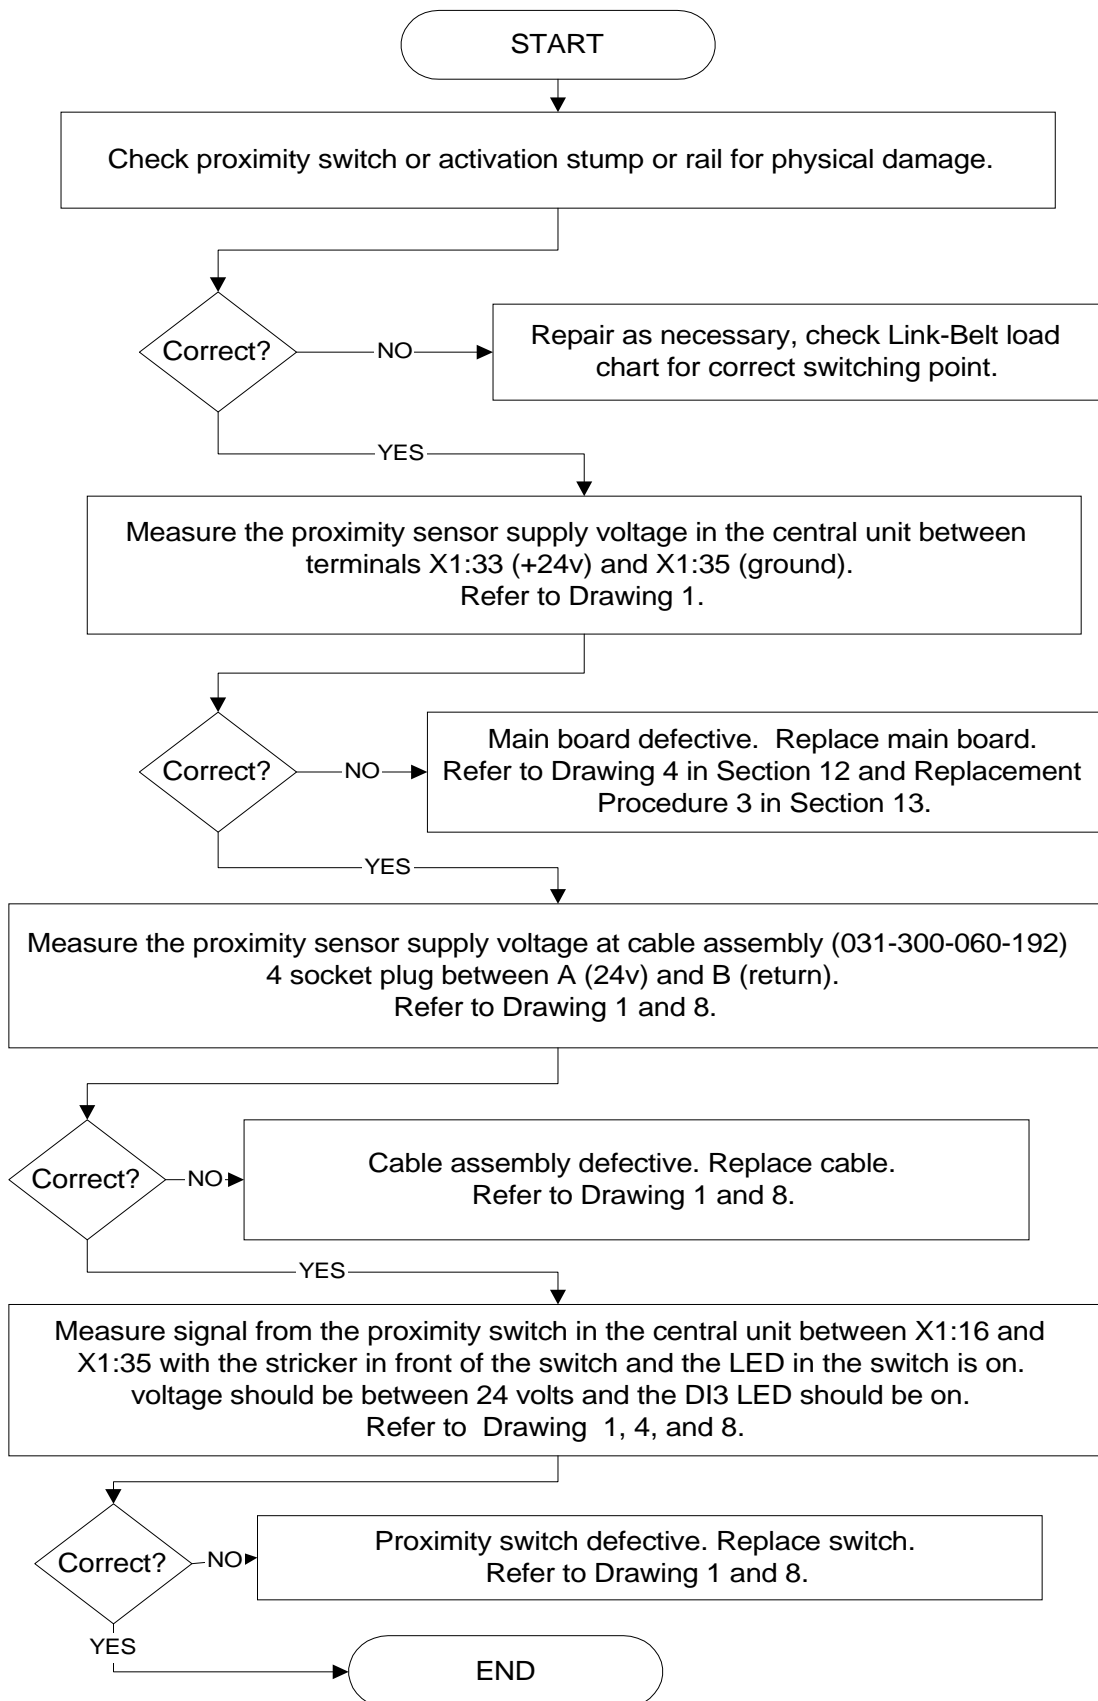 START
Check proximity switch or activation stump or rail for physical damage.
Correct?
NO
Repair as necessary, check Link-Belt load
chart for correct switching point.
YES
Measure the proximity sensor supply voltage in the central unit between
terminals X1:33 (+24v) and X1:35 (ground).
Refer to Drawing 1.
Correct?
NO
Main board defective.  Replace main board.
Refer to Drawing 4 in Section 12 and Replacement
Procedure 3 in Section 13.
YES
Measure the proximity sensor supply voltage at cable assembly (031-300-060-192)
4 socket plug between A (24v) and B (return).
Refer to Drawing 1 and 8.
Correct?
NO
Cable assembly defective. Replace cable.
Refer to Drawing 1 and 8.
YES
Measure signal from the proximity switch in the central unit between X1:16 and
X1:35 with the stricker in front of the switch and the LED in the switch is on.
voltage should be between 24 volts and the DI3 LED should be on.
Refer to  Drawing  1, 4, and 8.
Correct?
NO
Proximity switch defective. Replace switch.
Refer to Drawing 1 and 8.
YES
END